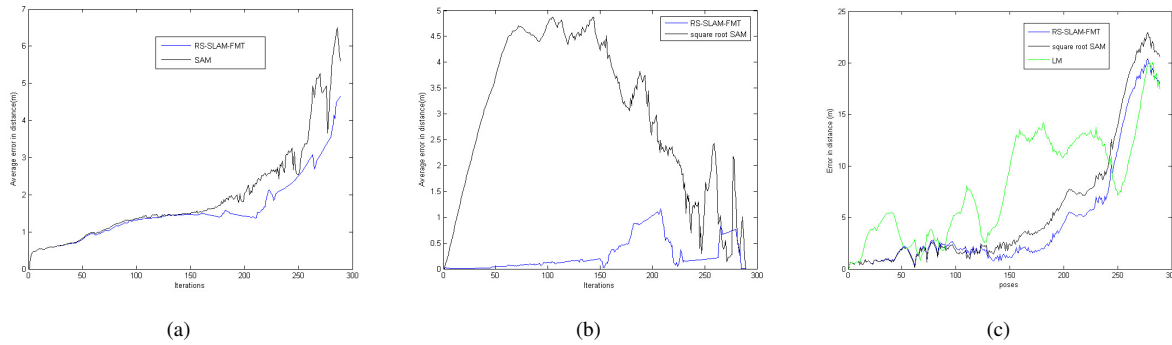 7
6
5
4
3
2
1
0
Average error in distance(m)
0
50
100
150
200
250
300
Iterations
RS-SLAM-FMT
SAM
(a)
5
4.5
4
3.5
3
2.5
2
1.5
1
0.5
0
Average error in distance(m)
0
50
100
150
200
250
300
Iterations
RS-SLAM-FMT
square root SAM
(b)
25
20
15
10
5
0
Error in distance (m)
0
50
100
150
200
250
300
poses
RS-SLAM-FMT
square root SAM
LM
(c)